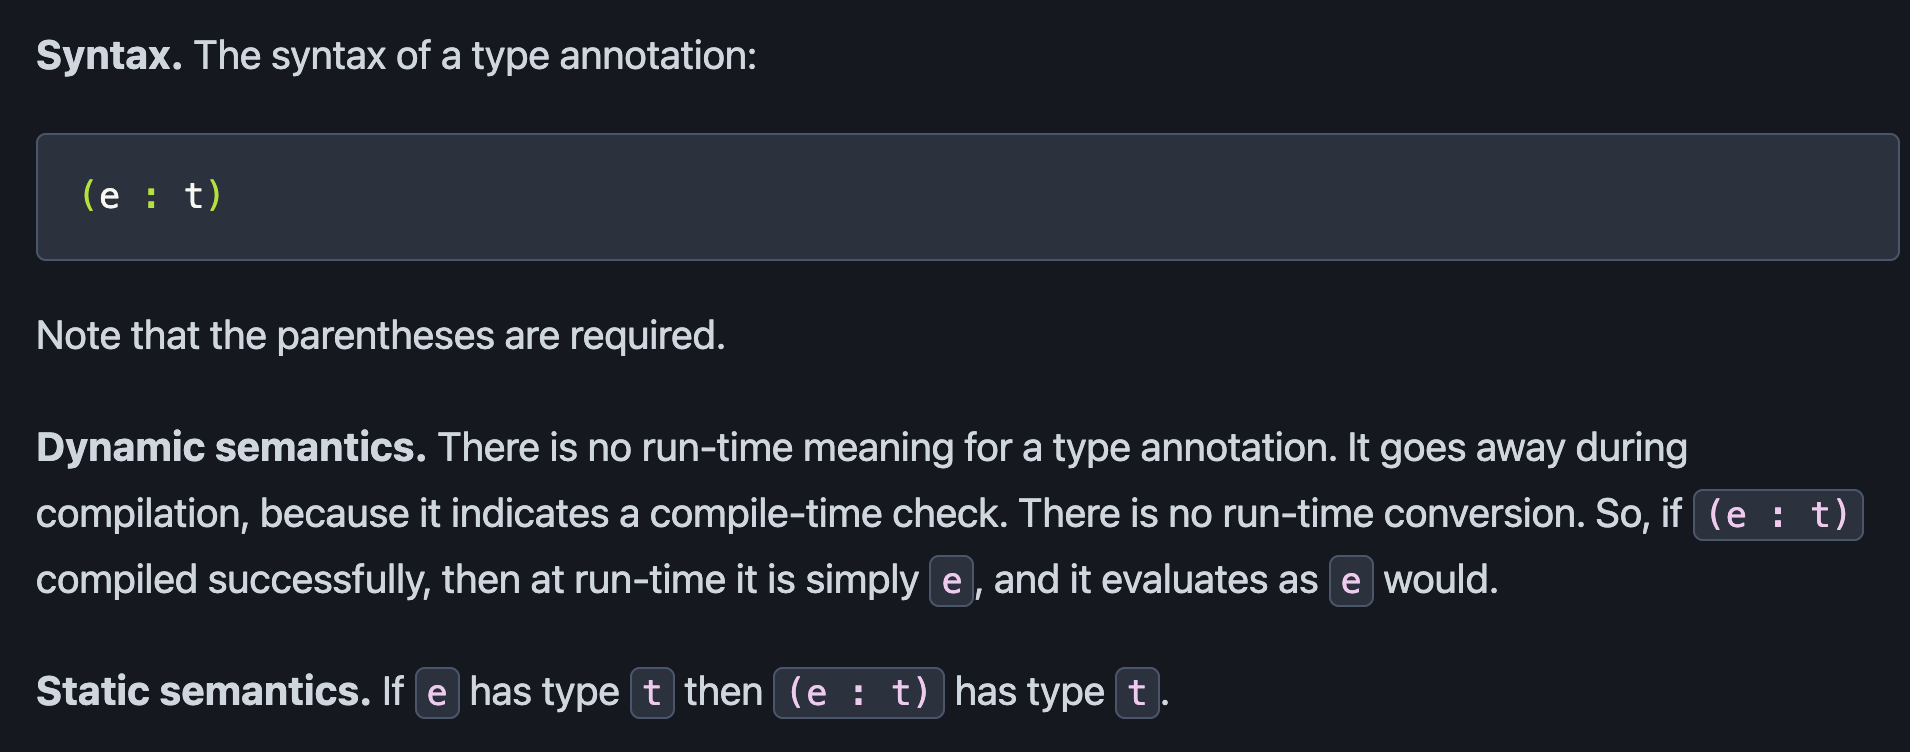 Syntax. The syntax of a type annotation:
(e : t)
Note that the parentheses are required.
Dynamic semantics. There is no run-time meaning for a type annotation. It goes away during
compilation, because it indicates a compile-time check. There is no run-time conversion. So, if (e : t)
compiled successfully, then at run-time it is simply e, and it evaluates as e would.
Static semantics. If e has type t then (e : t) has type t.